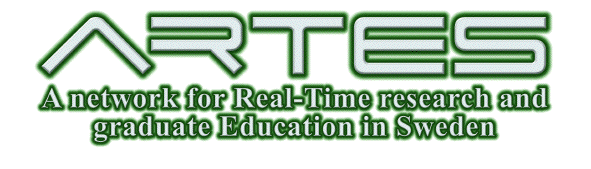 ARTES
A network for Real-Time research and
graduate Education in Sweden